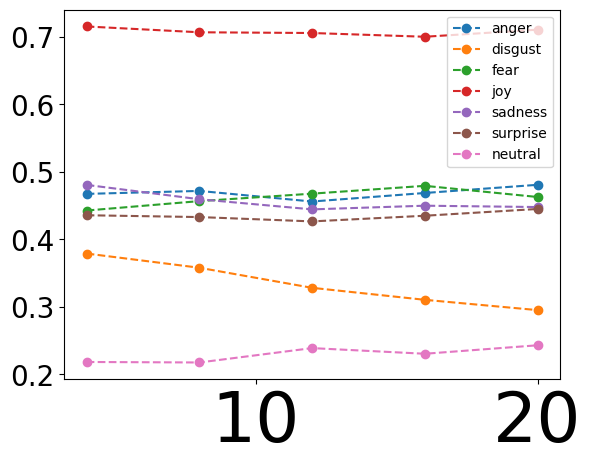 0.7
0.6
0.5
0.4
0.3
0.2
10
20
anger
disgust
fear
joy
sadness
surprise
neutral